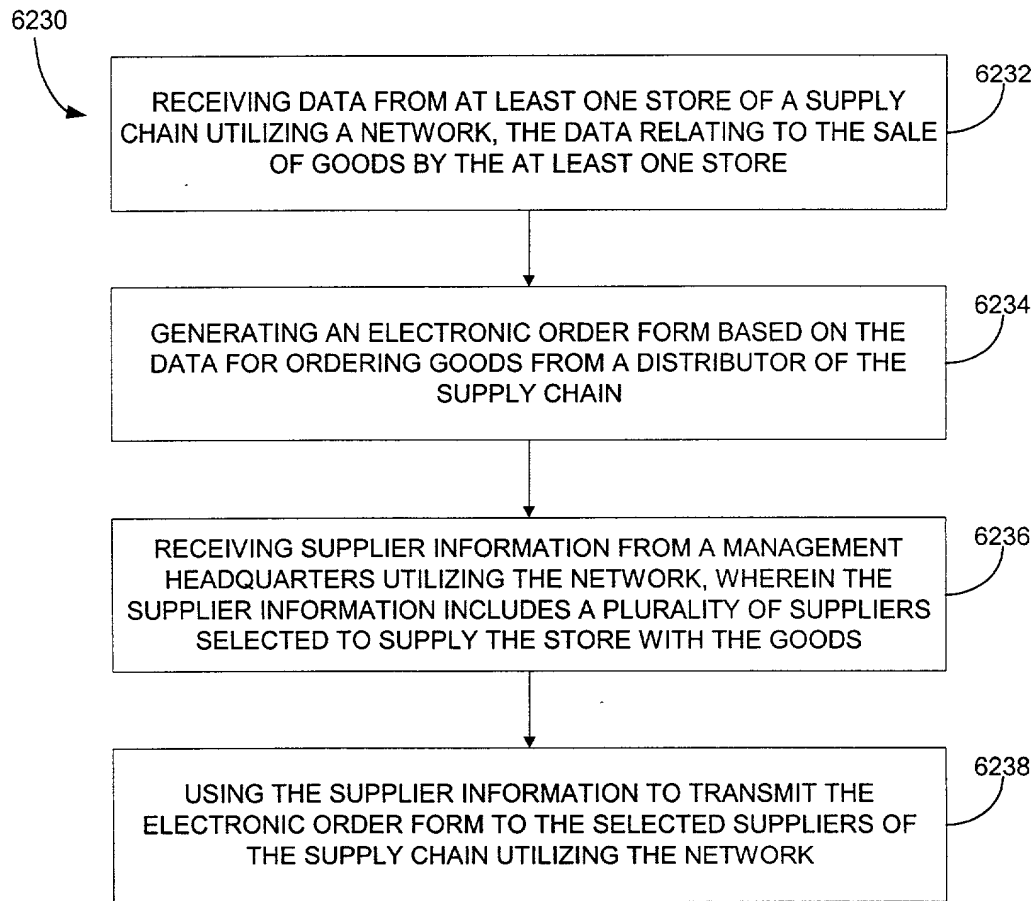 6230
6232
RECEIVING DATA FROM AT LEAST ONE STORE OF A SUPPLY
CHAIN UTILIZING A NETWORK, THE DATA RELATING TO THE SALE
OF GOODS BY THE AT LEAST ONE STORE
6234
GENERATING AN ELECTRONIC ORDER FORM BASED ON THE
DATA FOR ORDERING GOODS FROM A DISTRIBUTOR OF THE
SUPPLY CHAIN
6236
RECEIVING SUPPLIER INFORMATION FROM A MANAGEMENT
HEADQUARTERS UTILIZING THE NETWORK, WHEREIN THE
SUPPLIER INFORMATION INCLUDES A PLURALITY OF SUPPLIERS
SELECTED TO SUPPLY THE STORE WITH THE GOODS
6238
USING THE SUPPLIER INFORMATION TO TRANSMIT THE
ELECTRONIC ORDER FORM TO THE SELECTED SUPPLIERS OF
THE SUPPLY CHAIN UTILIZING THE NETWORK